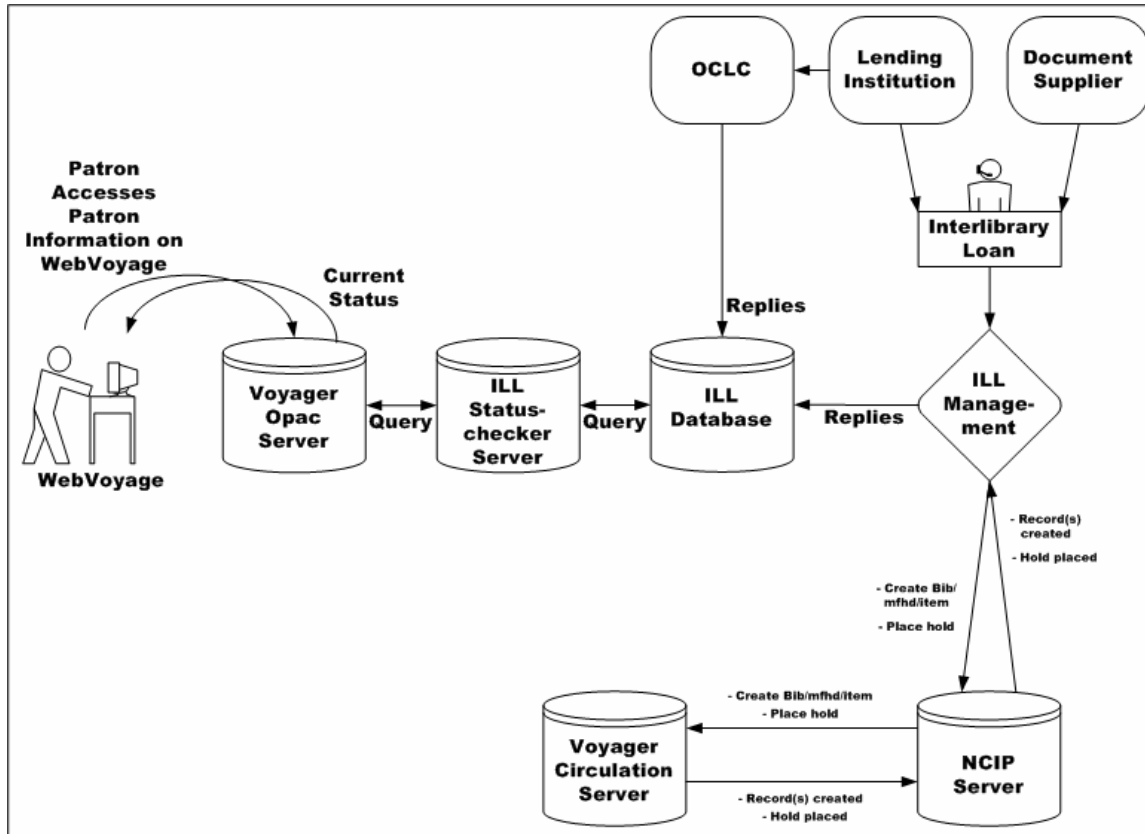 OCLC
Lending
Institution
Document
Supplier
Patron
Accesses
Patron
Information on
WebVoyage
Current
Status
Interlibrary
Loan
Replies
Voyager
Opac
Server
Query
ILL
Status-
checker
Server
Query
ILL
Database
Replies
ILL
Manage-
ment
WebVoyage
- Record(s)
created
- Hold placed
- Create Bib/
mfhd/item
- Place hold
- Create Bib/mfhd/item
- Place hold
Voyager
Circulation
Server
NCIP
Server
- Record(s) created
- Hold placed